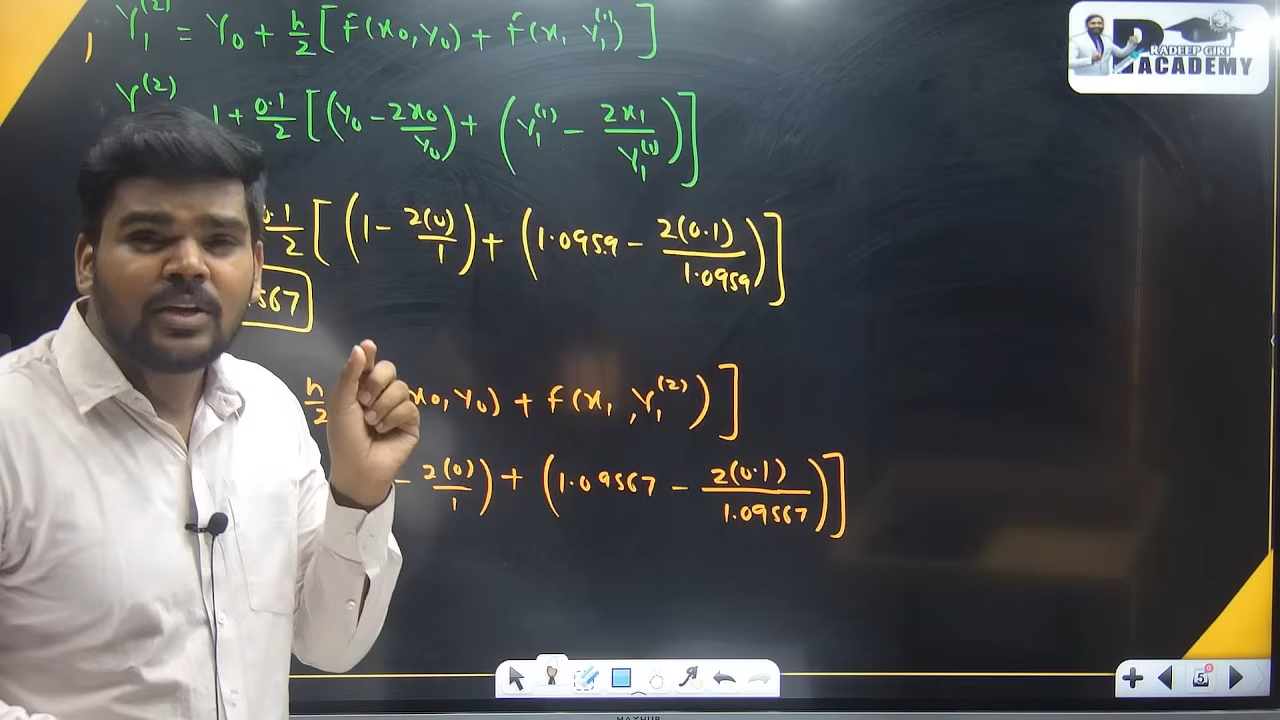 Y₁⁽²⁾ = Y₀ + h/2 [ F(x₀,Y₀) + F(x₁ Y₁⁽¹⁾) ]
Y⁽²⁾ 1 + 0.1/2 [ (Y₀ - 2x₀/Y₀) + (Y₁⁽¹⁾ - 2x₁/Y₁⁽¹⁾) ]
0.1/2 [ (1 - 2(0)/1) + (1.0959 - 2(0.1)/1.0959) ]
567
h/2 x₀,Y₀) + F(x₁ ,Y₁⁽²⁾) ]
- 2(0)/1) + (1.09567 - 2(0.1)/1.09567) ]
RADEEP GIRI
ACADEMY
5